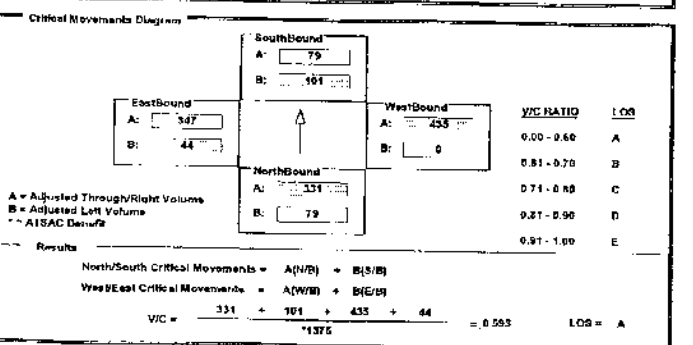 Critical Movements Diagram
SouthBound
A: 79
B: 101
EastBound
A: 347
B: 44
WestBound
A: 435
B: 0
NorthBound
A: 331
B: 79
V/C RATIO LOS
0.00 - 0.60 A
0.61 - 0.70 B
0.71 - 0.80 C
0.81 - 0.90 D
0.91 - 1.00 E
A = Adjusted Through/Right Volume
B = Adjusted Left Volume
* = ATSAC Benefit
Results
North/South Critical Movements = A(N/B) + B(S/B)
West/East Critical Movements = A(W/B) + B(E/B)
V/C = 331 + 101 + 435 + 44 = 0.593 LOS = A
*1375